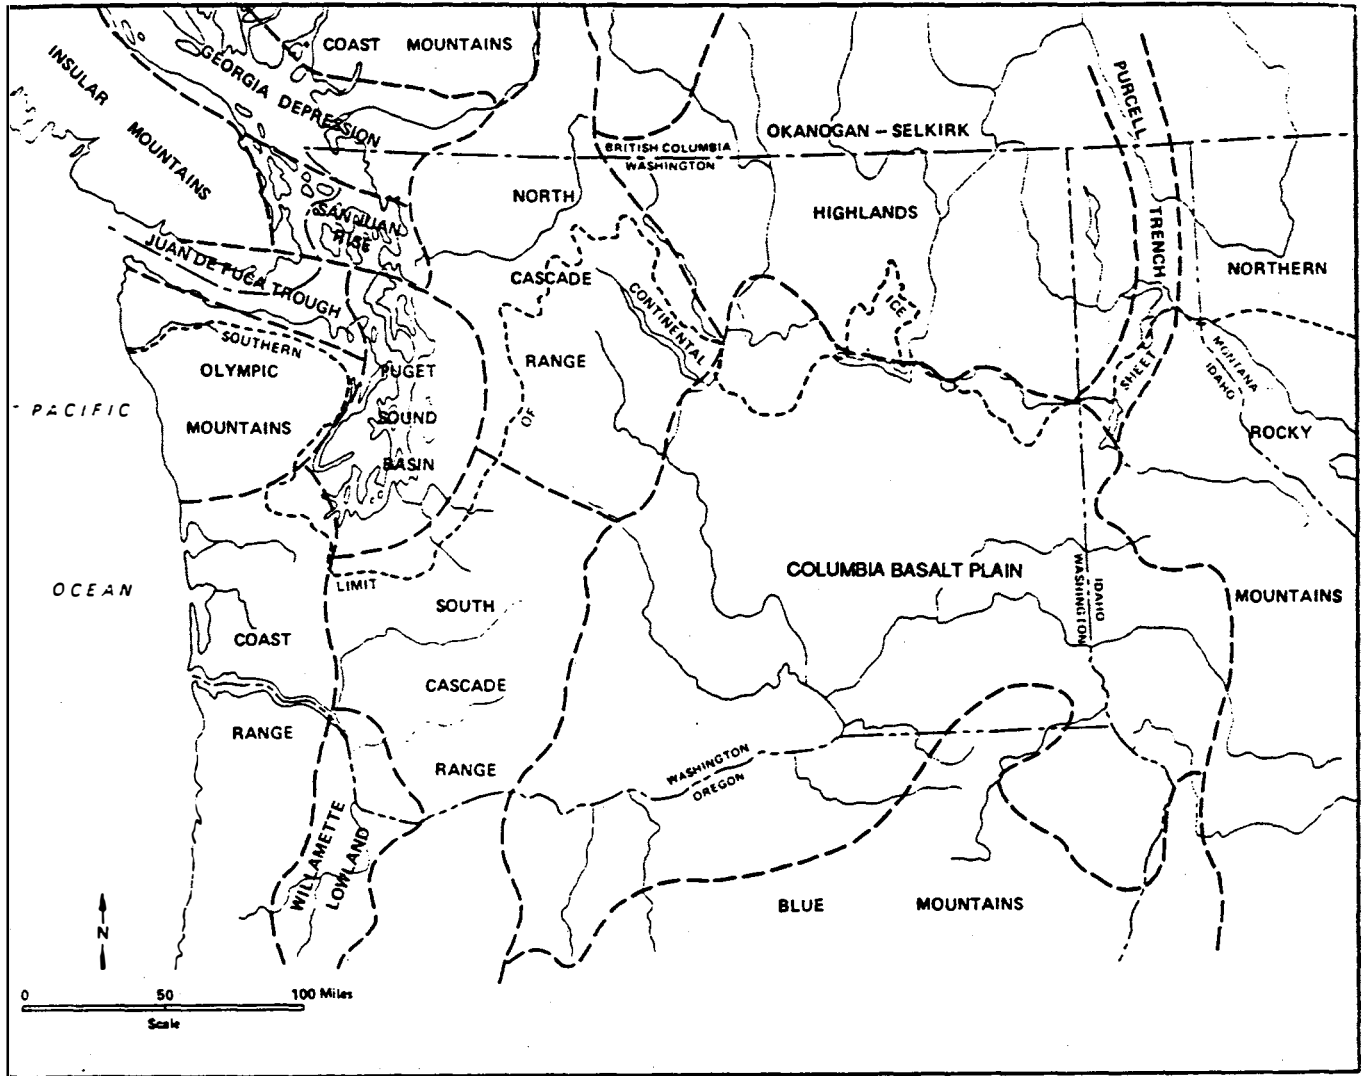 COAST MOUNTAINS
INSULAR
MOUNTAINS
GEORGIA DEPRESSION
PURCELL
TRENCH
OKANOGAN – SELKIRK
BRITISH COLUMBIA
WASHINGTON
NORTH
HIGHLANDS
SAN JUAN
RISE
JUAN DE FUCA TROUGH
CASCADE
NORTHERN
CONTINENTAL
ICE
SHEET
SOUTHERN
OLYMPIC
MOUNTAINS
RANGE
PUGET
SOUND
BASIN
OF
MONTANA
IDAHO
PACIFIC
ROCKY
LIMIT
COLUMBIA BASALT PLAIN
WASHINGTON
IDAHO
OCEAN
SOUTH
MOUNTAINS
COAST
CASCADE
RANGE
RANGE
WASHINGTON
OREGON
WILLAMETTE
LOWLAND
BLUE MOUNTAINS
N
0 50 100 Miles
Scale